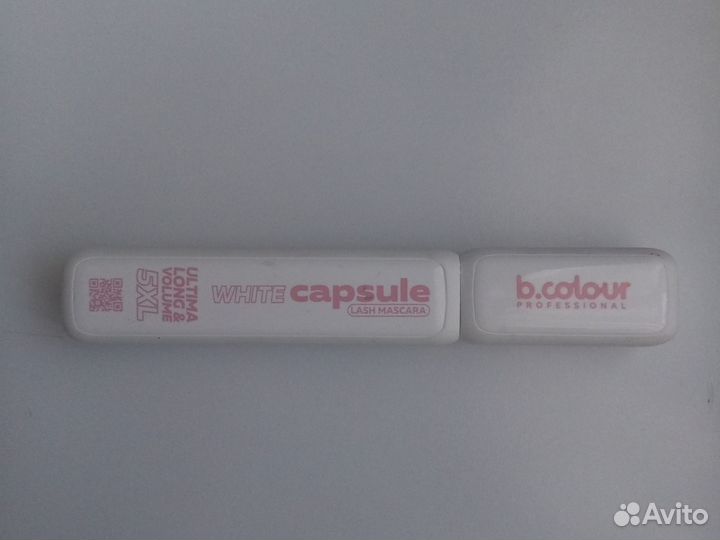 ULTIMA
LONG &
VOLUME
5XL
WHITE capsule
LASH MASCARA
b.colour
PROFESSIONAL
Avito